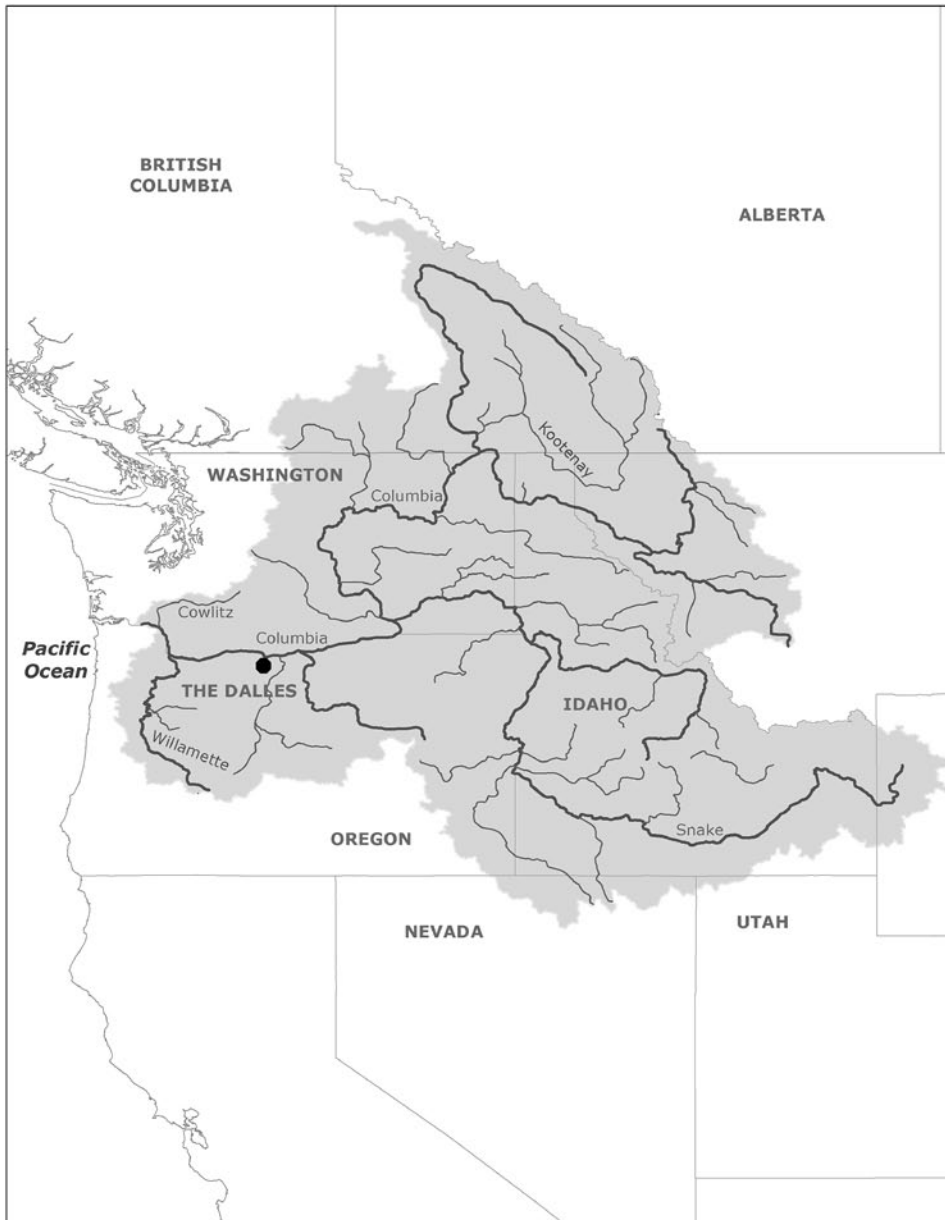 BRITISH
COLUMBIA
ALBERTA
Kootenay
WASHINGTON
Columbia
Cowlitz
Columbia
Pacific
Ocean
THE DALLES
IDAHO
Willamette
Snake
OREGON
NEVADA
UTAH